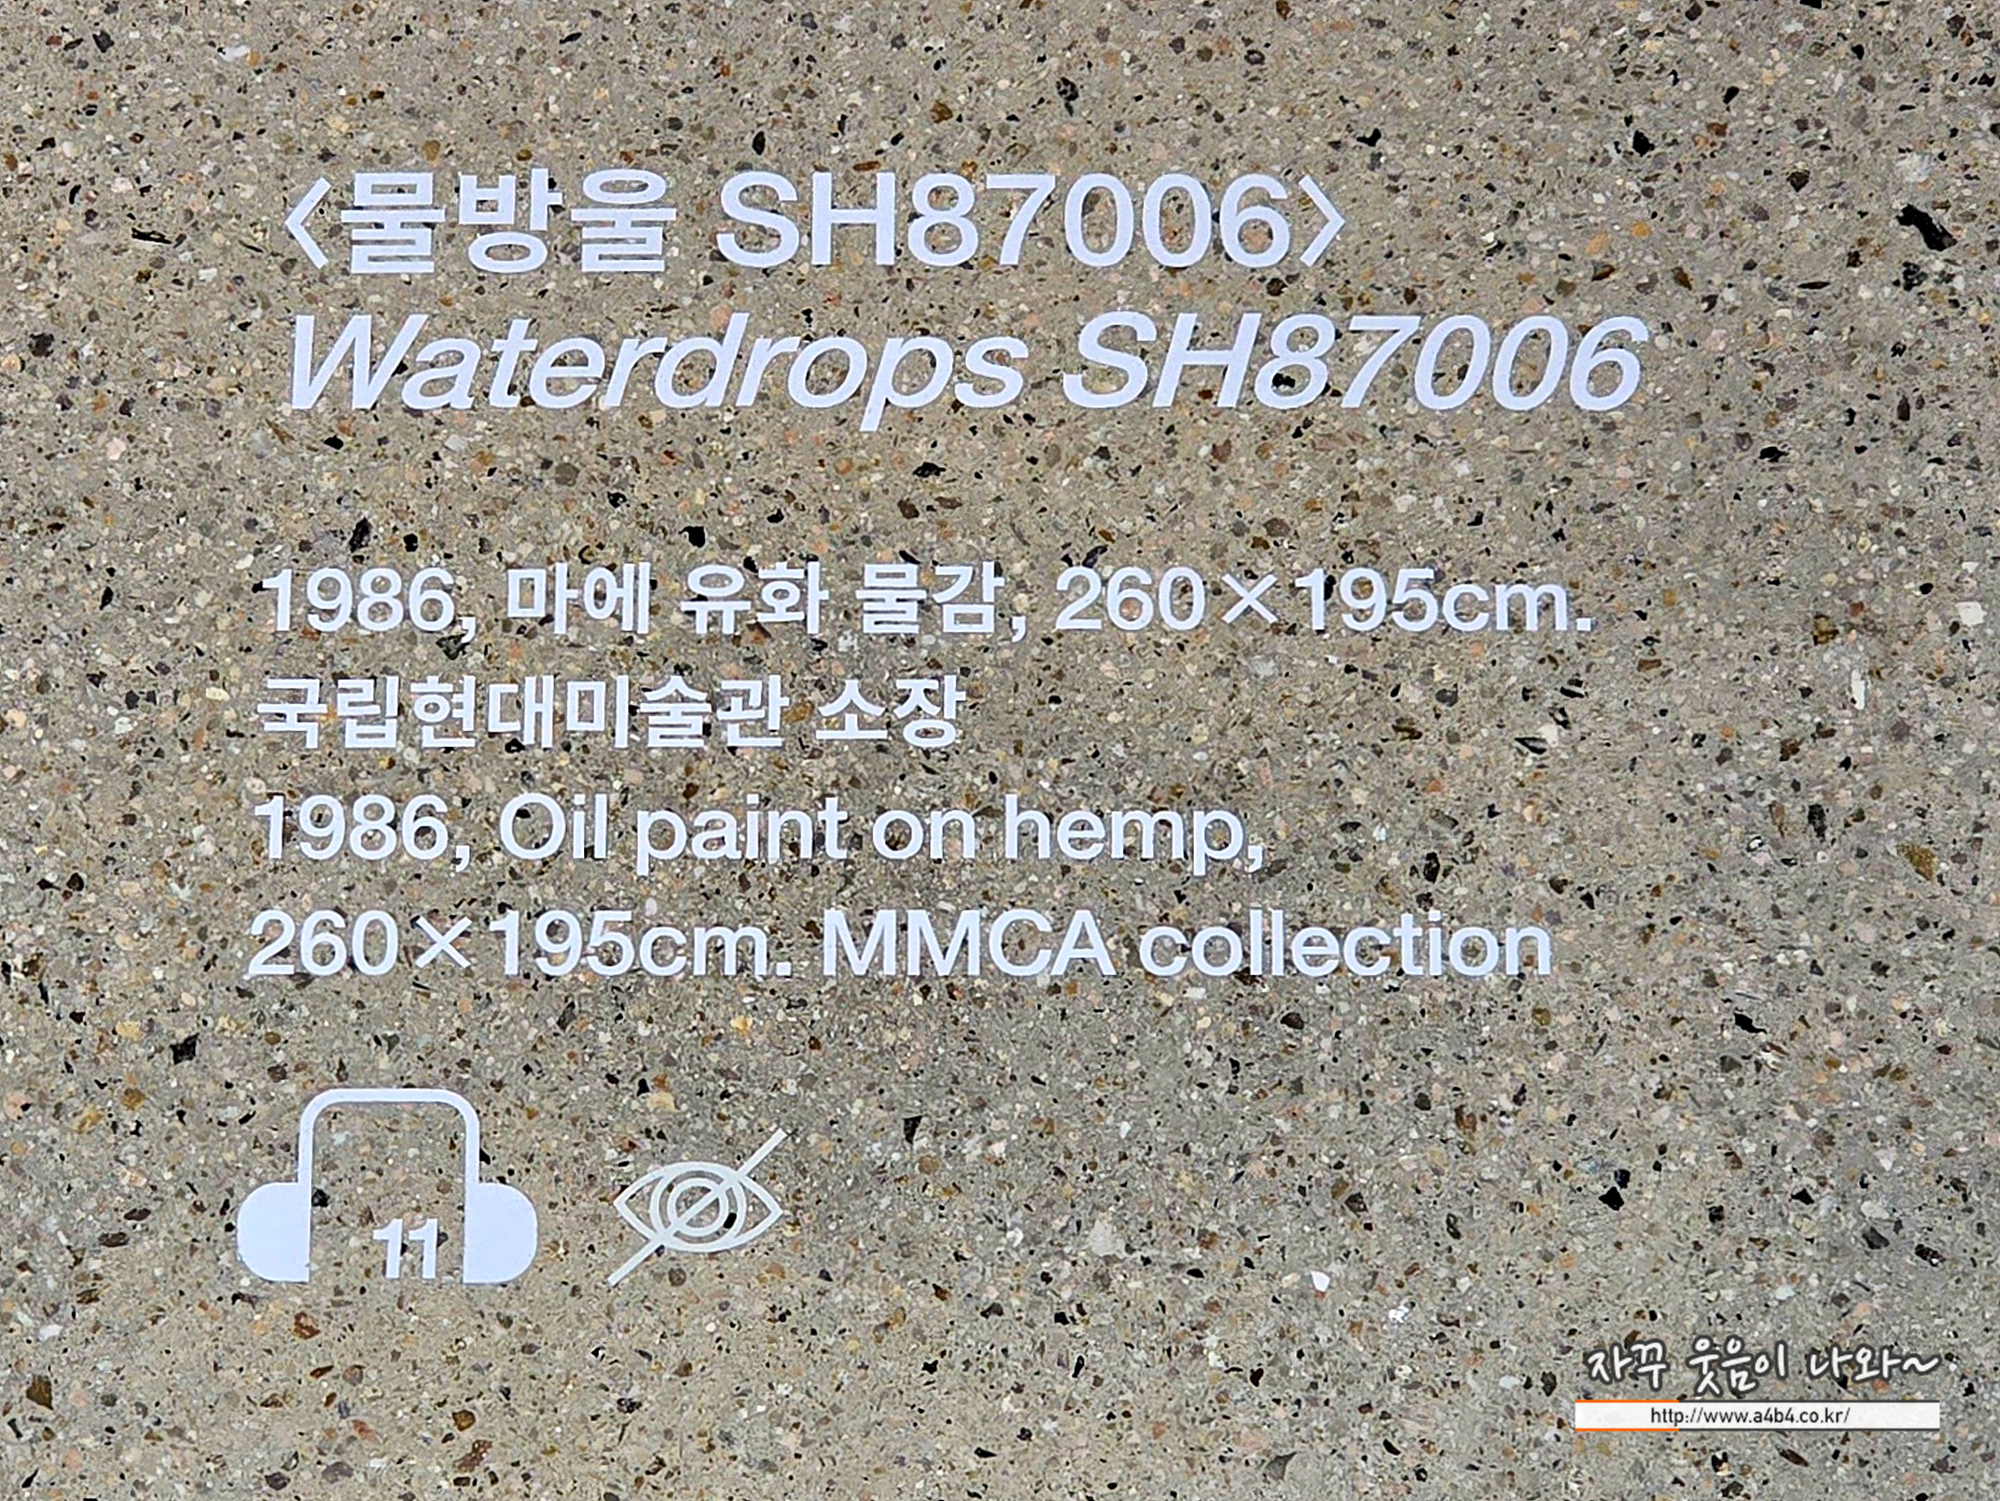 〈물방울 SH87006〉
Waterdrops SH87006
1986, 마에 유화 물감, 260×195cm.
국립현대미술관 소장
1986, Oil paint on hemp,
260×195cm. MMCA collection
11
자꾸 웃음이 나와~
http://www.a4b4.co.kr/